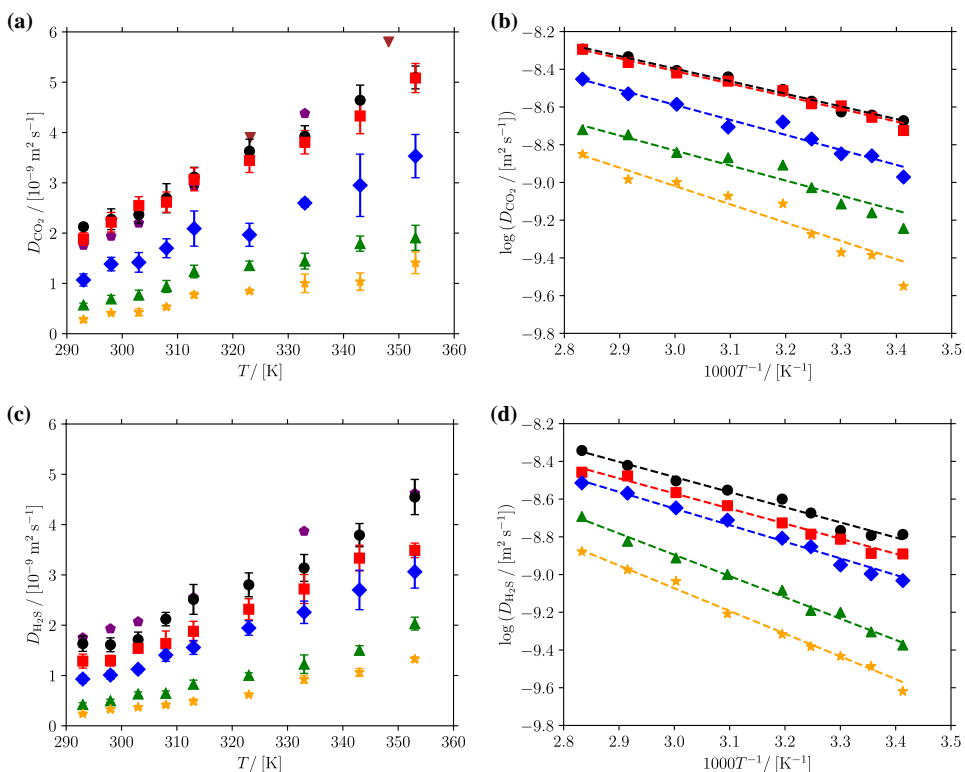 (a)
6
5
4
3
2
1
0
290 300 310 320 330 340 350 360
T/ [K]
D_CO₂ / [10⁻⁹ m² s⁻¹]
(b)
−8.2
−8.4
−8.6
−8.8
−9.0
−9.2
−9.4
−9.6
−9.8
2.8 2.9 3.0 3.1 3.2 3.3 3.4 3.5
1000T⁻¹/ [K⁻¹]
log (D_CO₂/ [m² s⁻¹])
(c)
6
5
4
3
2
1
0
290 300 310 320 330 340 350 360
T/ [K]
D_H₂S / [10⁻⁹ m² s⁻¹]
(d)
−8.2
−8.4
−8.6
−8.8
−9.0
−9.2
−9.4
−9.6
−9.8
2.8 2.9 3.0 3.1 3.2 3.3 3.4 3.5
1000T⁻¹/ [K⁻¹]
log (D_H₂S/ [m² s⁻¹])